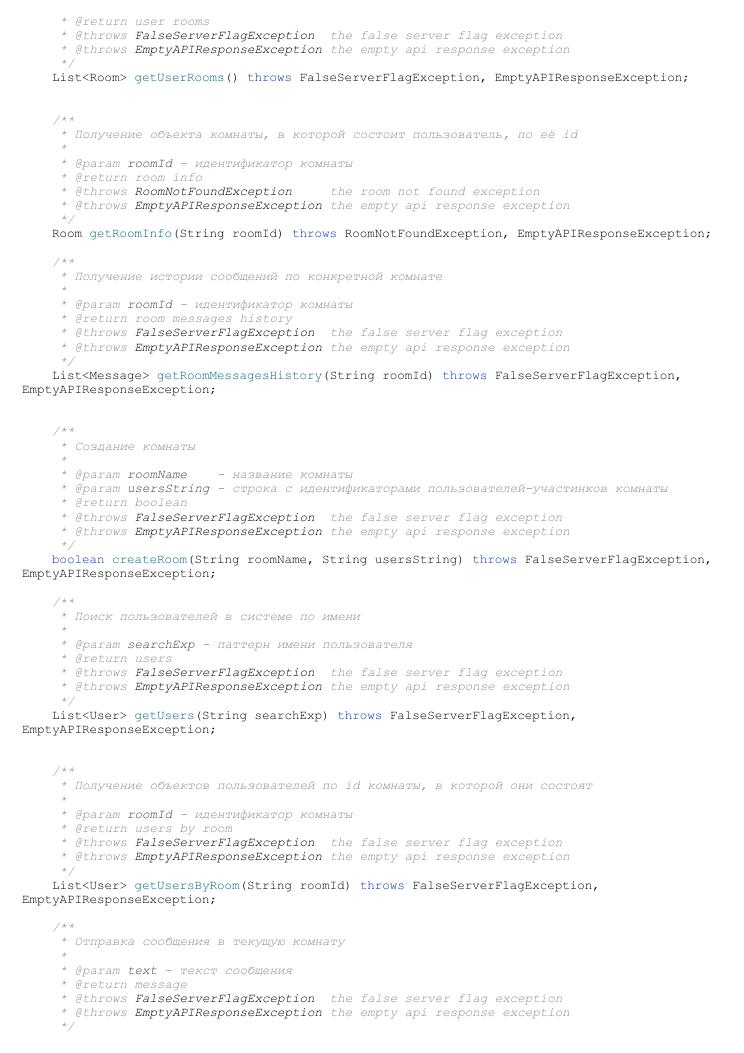 * @return user rooms
* @throws FalseServerFlagException  the false server flag exception
* @throws EmptyAPIResponseException the empty api response exception
*/
List<Room> getUserRooms() throws FalseServerFlagException, EmptyAPIResponseException;
/**
* Получение объекта комнаты, в которой состоит пользователь, по её id
*
* @param roomId - идентификатор комнаты
* @return room info
* @throws RoomNotFoundException     the room not found exception
* @throws EmptyAPIResponseException the empty api response exception
*/
Room getRoomInfo(String roomId) throws RoomNotFoundException, EmptyAPIResponseException;
/**
* Получение истории сообщений по конкретной комнате
*
* @param roomId - идентификатор комнаты
* @return room messages history
* @throws FalseServerFlagException  the false server flag exception
* @throws EmptyAPIResponseException the empty api response exception
*/
List<Message> getRoomMessagesHistory(String roomId) throws FalseServerFlagException,
EmptyAPIResponseException;
/**
* Создание комнаты
*
* @param roomName    - название комнаты
* @param usersString - строка с идентификаторами пользователей-участинков комнаты
* @return boolean
* @throws FalseServerFlagException  the false server flag exception
* @throws EmptyAPIResponseException the empty api response exception
*/
boolean createRoom(String roomName, String usersString) throws FalseServerFlagException,
EmptyAPIResponseException;
/**
* Поиск пользователей в системе по имени
*
* @param searchExp - паттерн имени пользователя
* @return users
* @throws FalseServerFlagException  the false server flag exception
* @throws EmptyAPIResponseException the empty api response exception
*/
List<User> getUsers(String searchExp) throws FalseServerFlagException,
EmptyAPIResponseException;
/**
* Получение объектов пользователей по id комнаты, в которой они состоят
*
* @param roomId - идентификатор комнаты
* @return users by room
* @throws FalseServerFlagException  the false server flag exception
* @throws EmptyAPIResponseException the empty api response exception
*/
List<User> getUsersByRoom(String roomId) throws FalseServerFlagException,
EmptyAPIResponseException;
/**
* Отправка сообщения в текущую комнату
*
* @param text - текст сообщения
* @return message
* @throws FalseServerFlagException  the false server flag exception
* @throws EmptyAPIResponseException the empty api response exception
*/